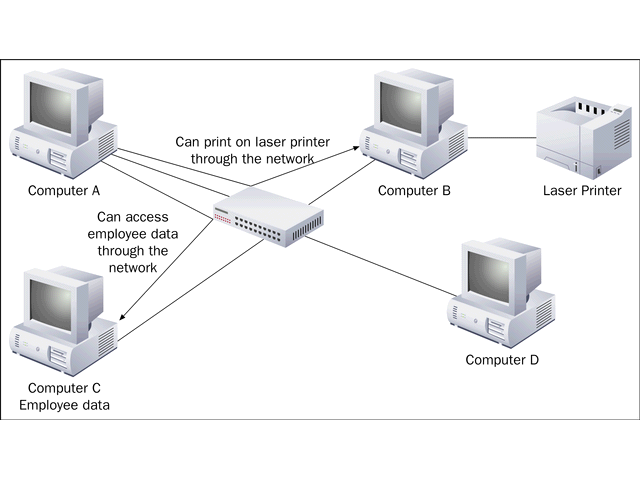 Can print on laser printer
through the network
Computer A
Computer B
Laser Printer
Can access
employee data
through the
network
Computer D
Computer C
Employee data